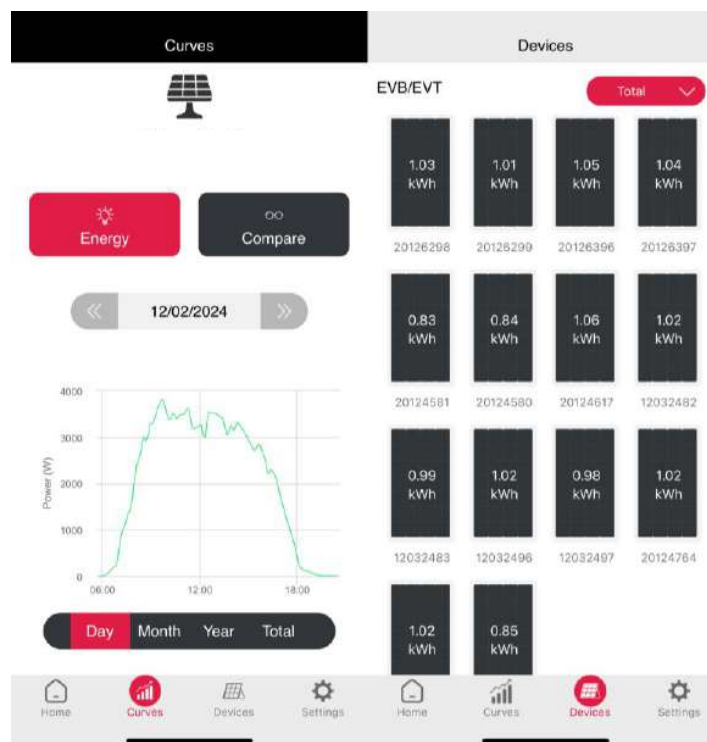 Curves
Energy
Compare
12/02/2024
4000
3000
2000
1000
0
Power (W)
06:00 12:00 18:00
Day Month Year Total
Home Curves Devices Settings
Devices
EVB/EVT
Total
1.03 kWh 1.01 kWh 1.05 kWh 1.04 kWh
20126298 20126299 20126396 20126397
0.83 kWh 0.84 kWh 1.06 kWh 1.02 kWh
20124581 20124580 20124617 12032482
0.99 kWh 1.02 kWh 0.98 kWh 1.02 kWh
12032483 12032496 12032497 20124764
1.02 kWh 0.85 kWh
Home Curves Devices Settings